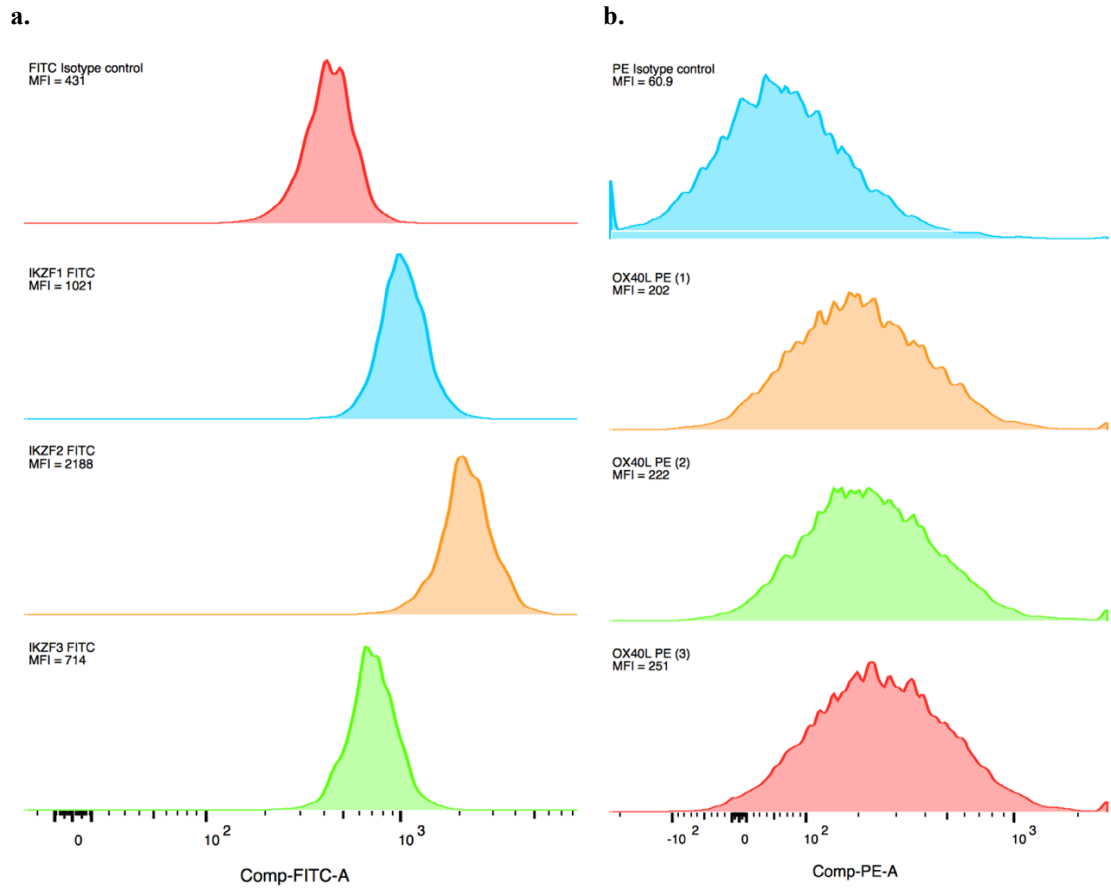 a.
FITC Isotype control
MFI = 431
IKZF1 FITC
MFI = 1021
IKZF2 FITC
MFI = 2188
IKZF3 FITC
MFI = 714
0 10 2 10 3
Comp-FITC-A
b.
PE Isotype control
MFI = 60.9
OX40L PE (1)
MFI = 202
OX40L PE (2)
MFI = 222
OX40L PE (3)
MFI = 251
-10 2 0 10 2 10 3
Comp-PE-A